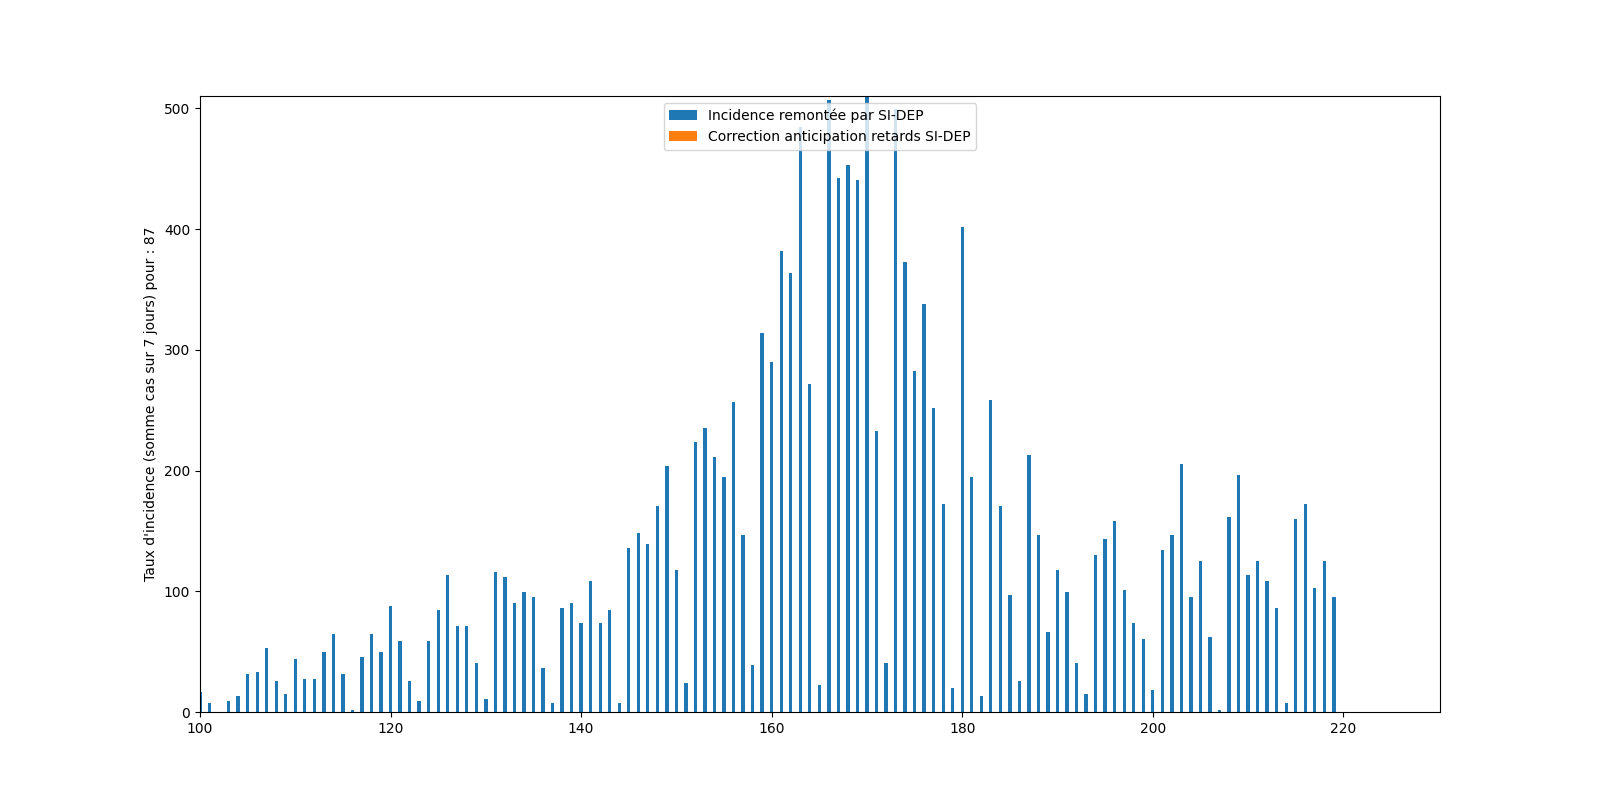 Incidence remontée par SI-DEP
Correction anticipation retards SI-DEP
Taux d'incidence (somme cas sur 7 jours) pour : 87
500
400
300
200
100
0
100 120 140 160 180 200 220